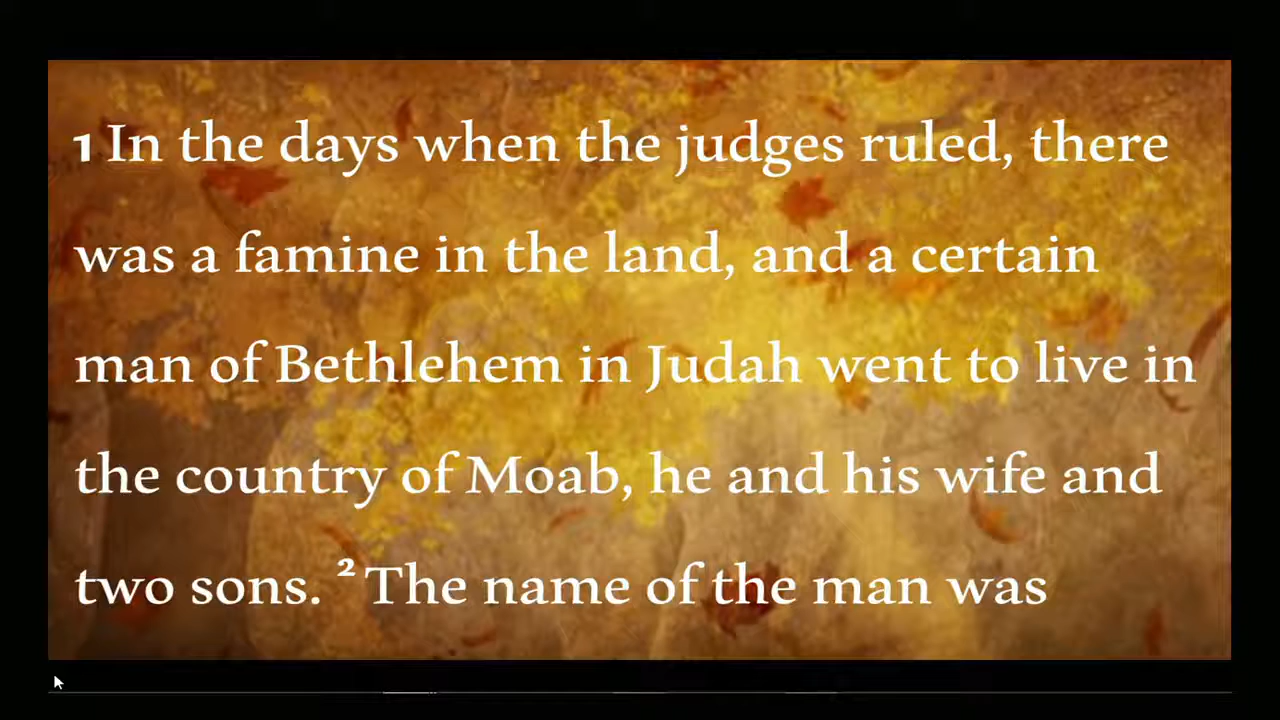 1 In the days when the judges ruled, there
was a famine in the land, and a certain
man of Bethlehem in Judah went to live in
the country of Moab, he and his wife and
two sons. ² The name of the man was